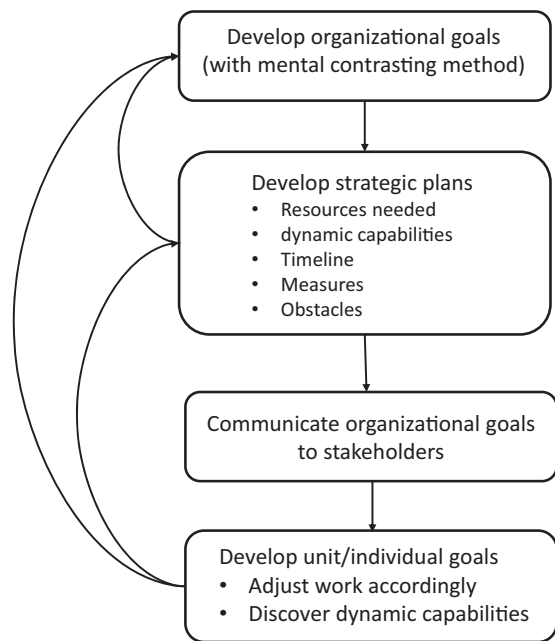 Develop organizational goals
(with mental contrasting method)
Develop strategic plans
• Resources needed
• dynamic capabilities
• Timeline
• Measures
• Obstacles
Communicate organizational goals
to stakeholders
Develop unit/individual goals
• Adjust work accordingly
• Discover dynamic capabilities